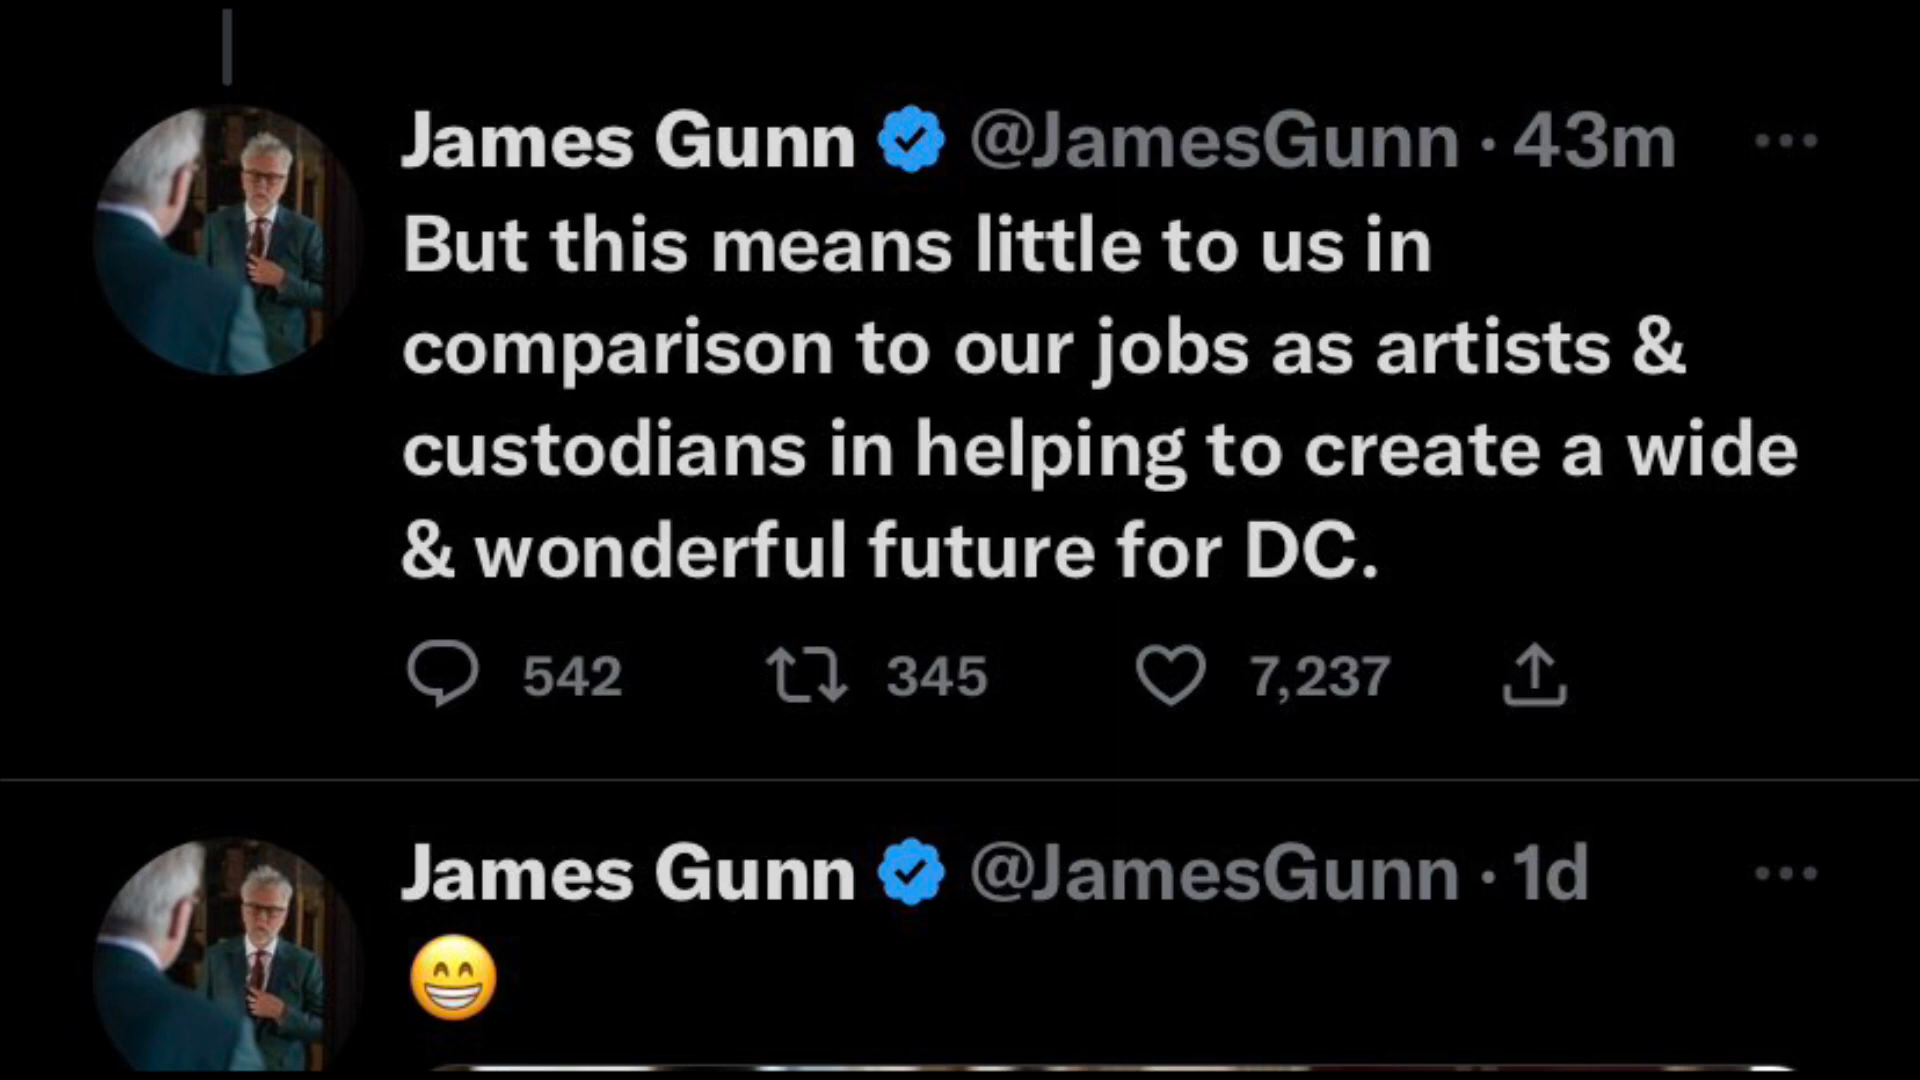 James Gunn @JamesGunn · 43m
But this means little to us in
comparison to our jobs as artists &
custodians in helping to create a wide
& wonderful future for DC.
542 345 7,237
James Gunn @JamesGunn · 1d
😁